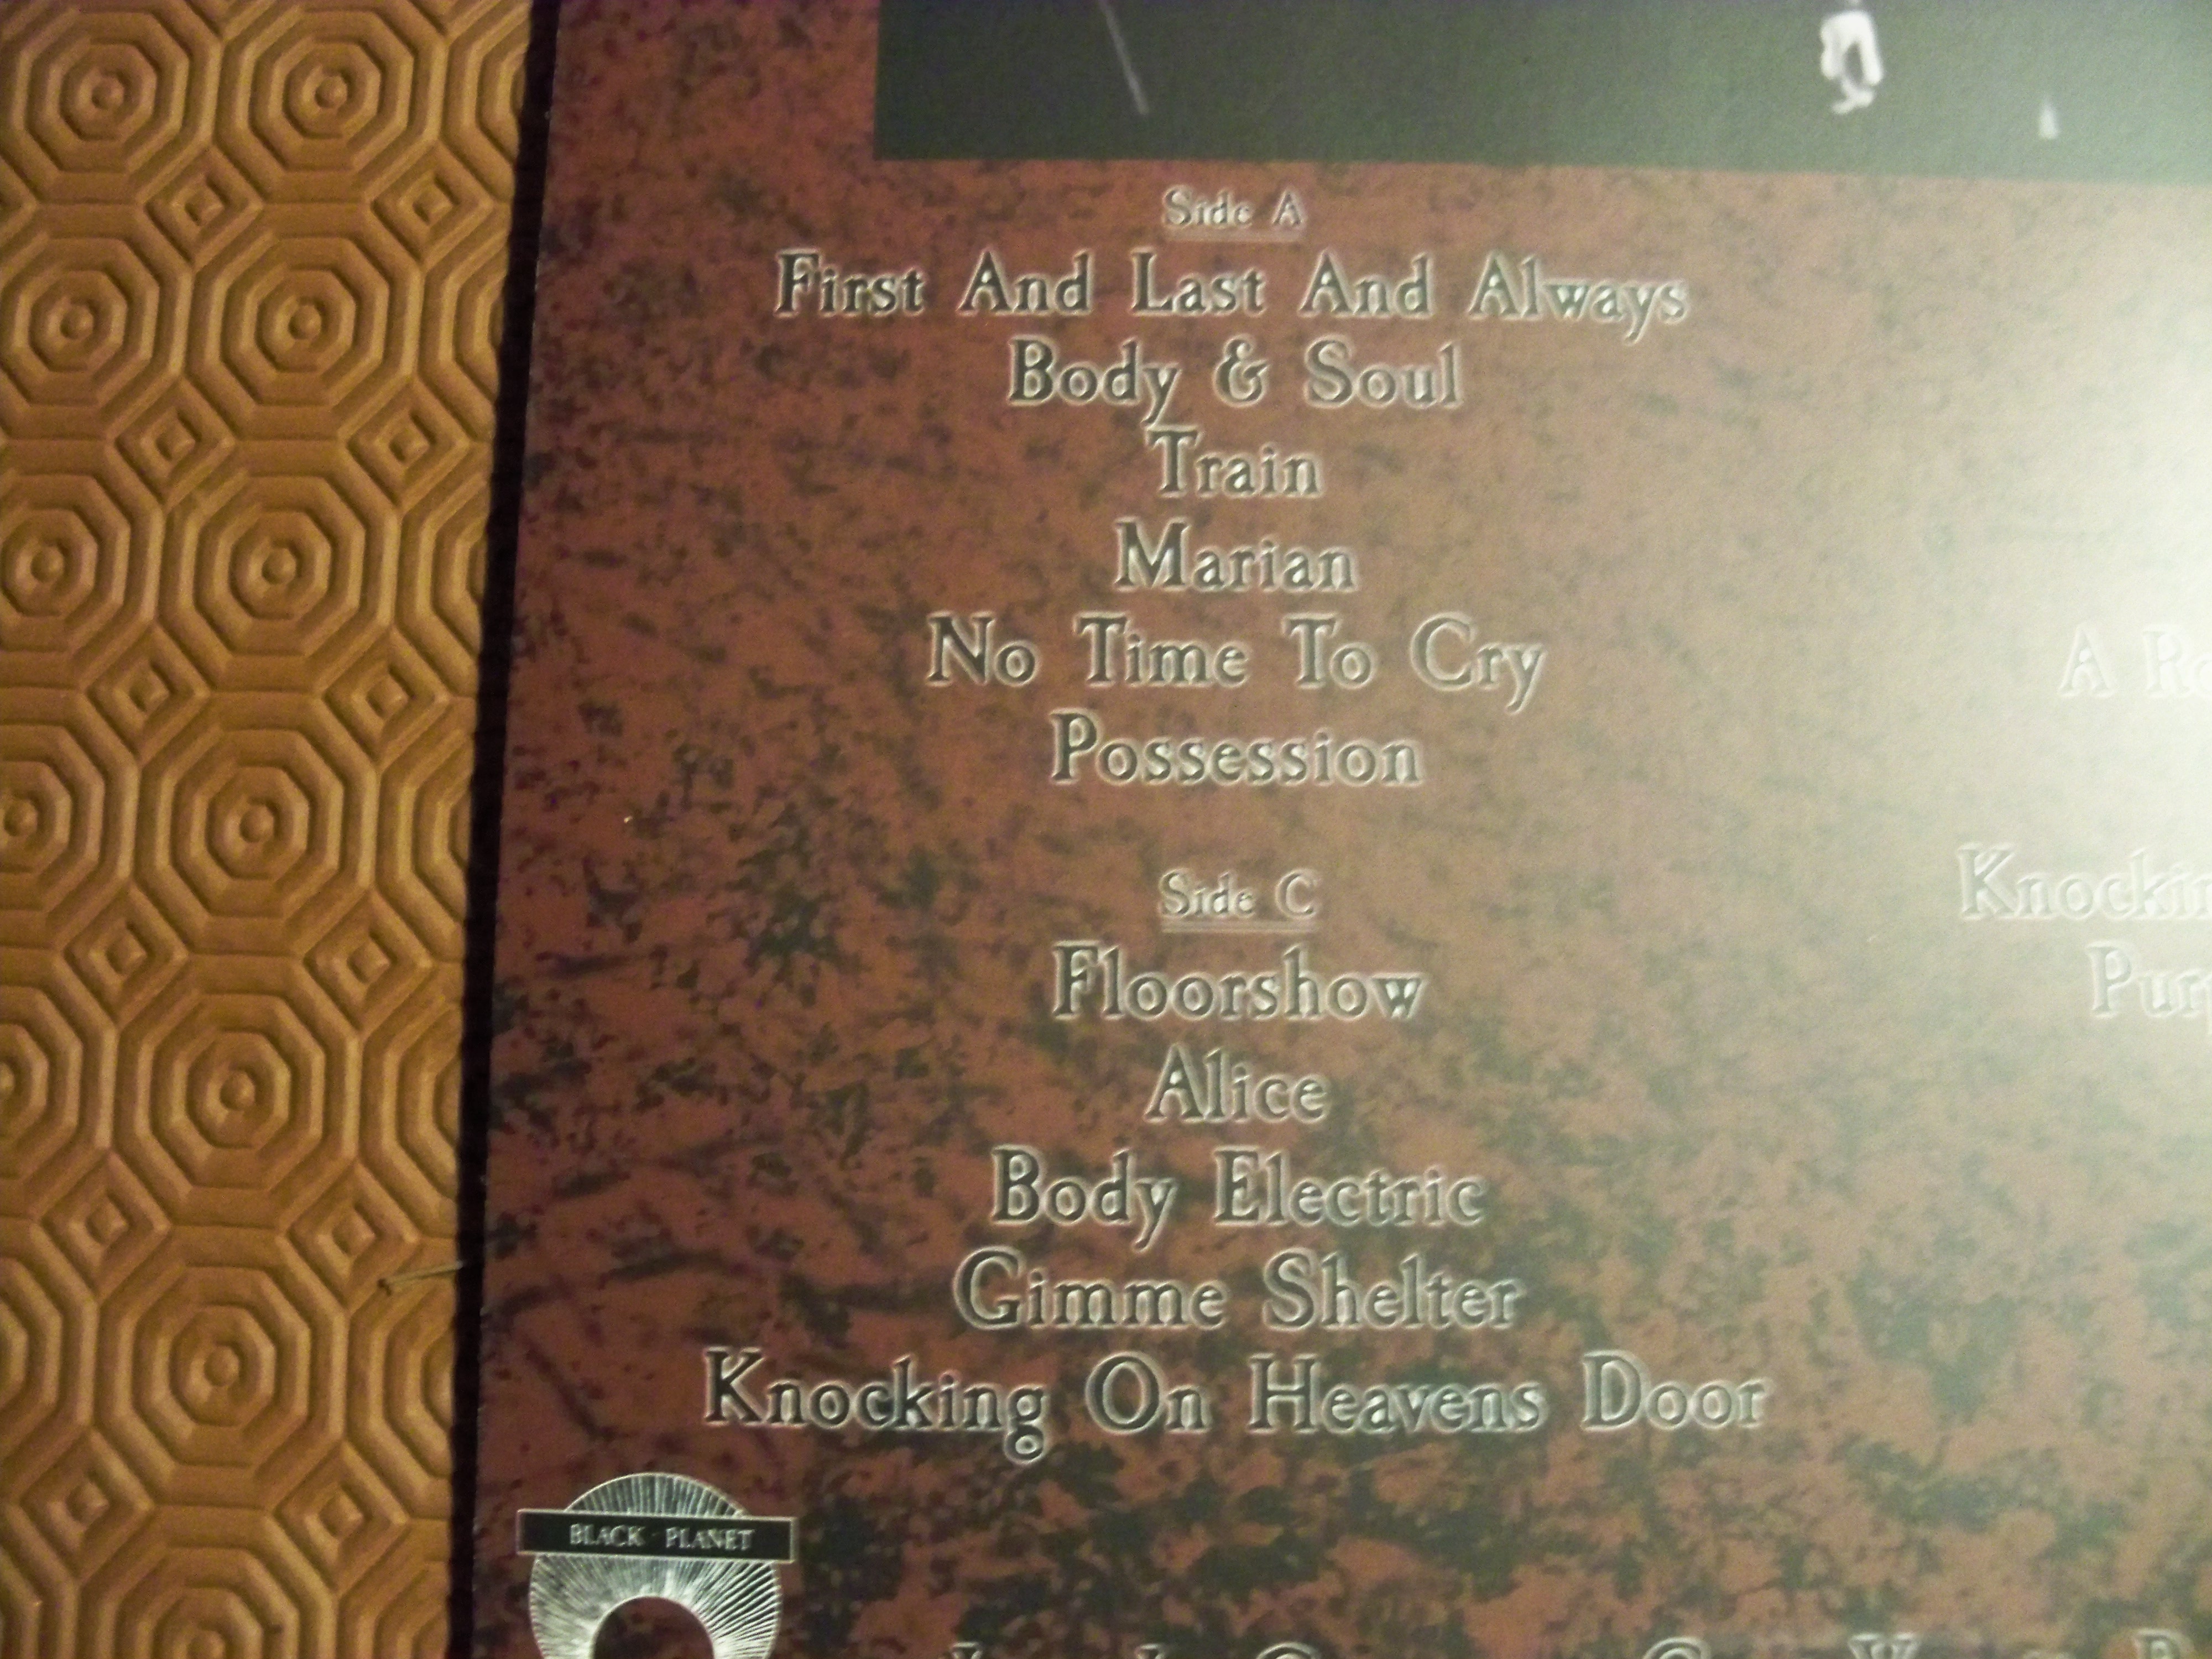 Side A
First And Last And Always
Body & Soul
Train
Marian
No Time To Cry
Possession
Side C
Floorshow
Alice
Body Electric
Gimme Shelter
Knocking On Heavens Door
A
BLACK PLANET